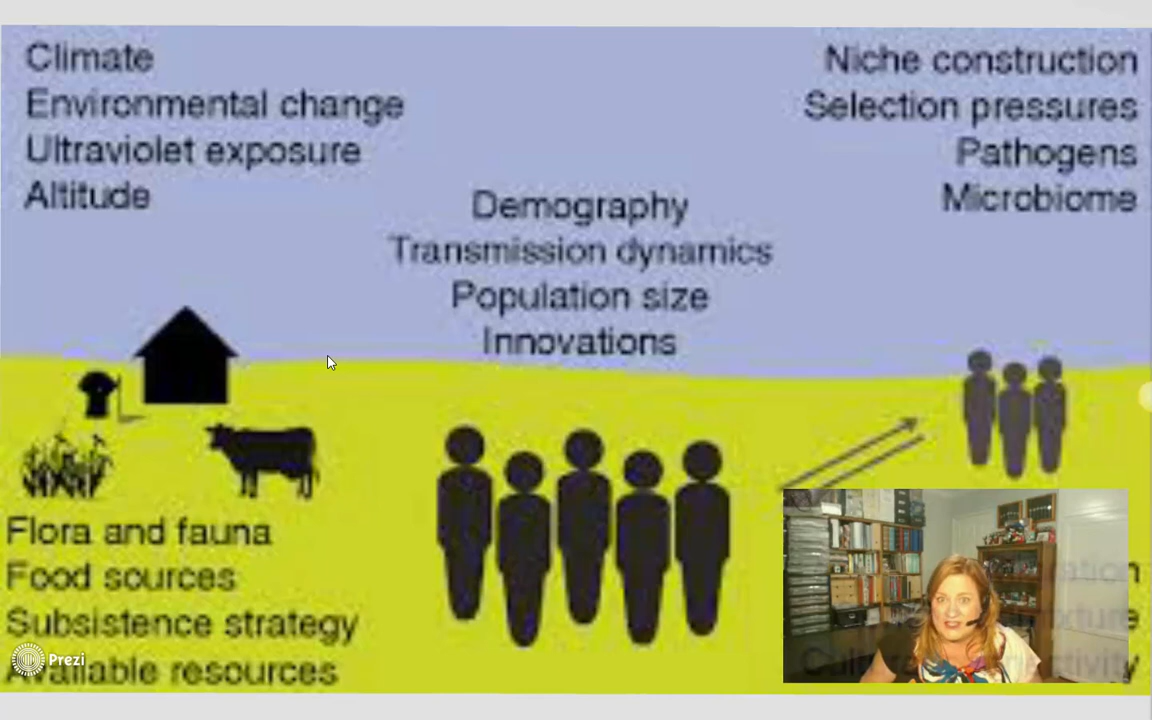 Climate
Environmental change
Ultraviolet exposure
Altitude
Niche construction
Selection pressures
Pathogens
Microbiome
Demography
Transmission dynamics
Population size
Innovations
Flora and fauna
Food sources
Subsistence strategy
Available resources
Prezi